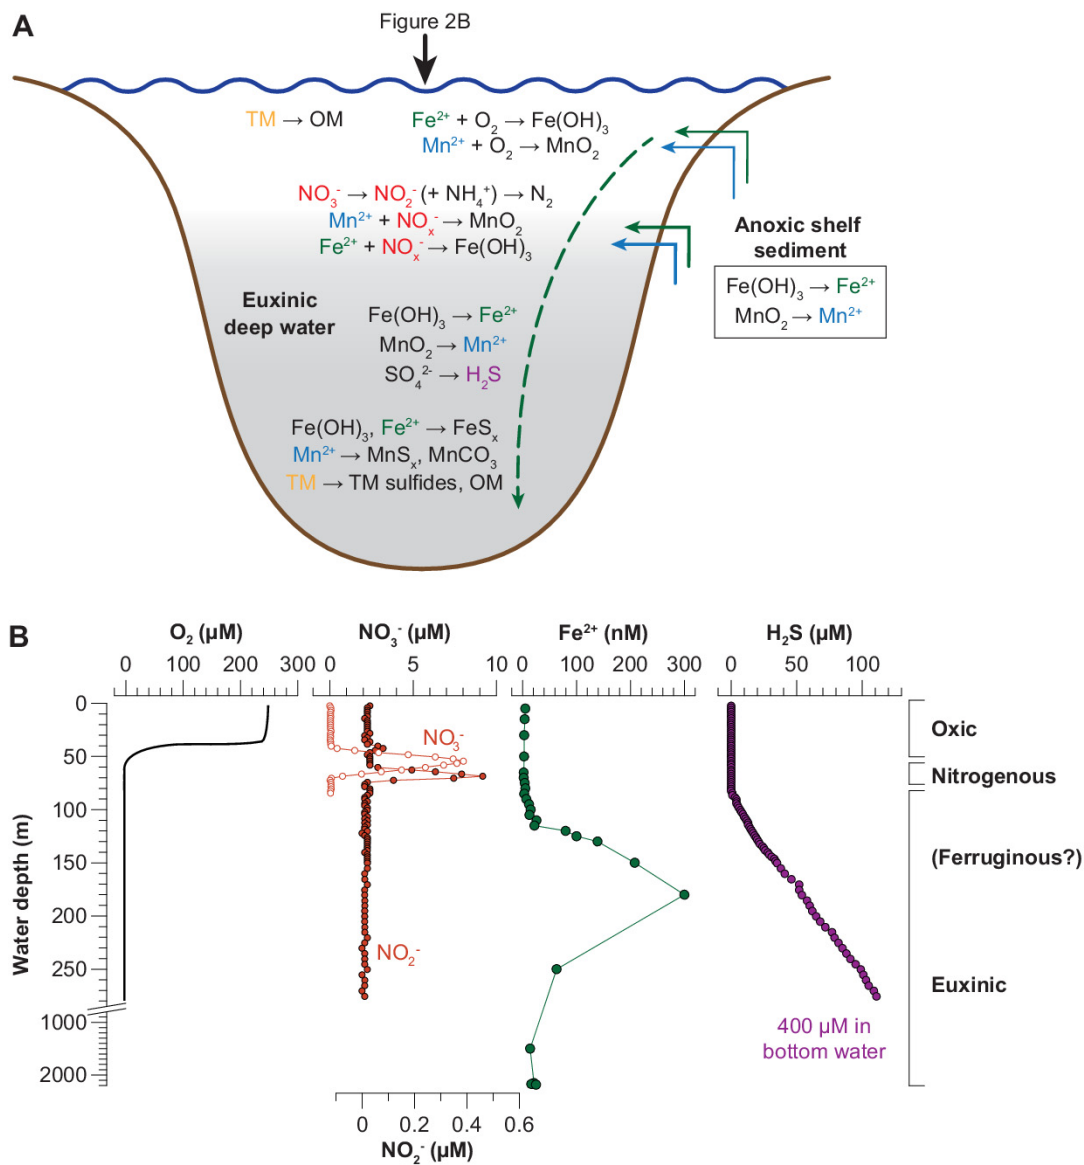 A
Figure 2B
TM → OM
Fe²⁺ + O₂ → Fe(OH)₃
Mn²⁺ + O₂ → MnO₂
NO₃⁻ → NO₂⁻ (+ NH₄⁺) → N₂
Mn²⁺ + NOₓ⁻ → MnO₂
Fe²⁺ + NOₓ⁻ → Fe(OH)₃
Anoxic shelf
sediment
Fe(OH)₃ → Fe²⁺
MnO₂ → Mn²⁺
Euxinic
deep water
Fe(OH)₃ → Fe²⁺
MnO₂ → Mn²⁺
SO₄²⁻ → H₂S
Fe(OH)₃, Fe²⁺ → FeSₓ
Mn²⁺ → MnSₓ, MnCO₃
TM → TM sulfides, OM
B
O₂ (µM)
NO₃⁻ (µM)
Fe²⁺ (nM)
H₂S (µM)
0 100 200 300
0 5 10
0 100 200 300
0 50 100
Water depth (m)
0
50
100
150
200
250
1000
2000
NO₃⁻
NO₂⁻
400 µM in
bottom water
Oxic
Nitrogenous
(Ferruginous?)
Euxinic
0 0.2 0.4 0.6
NO₂⁻ (µM)